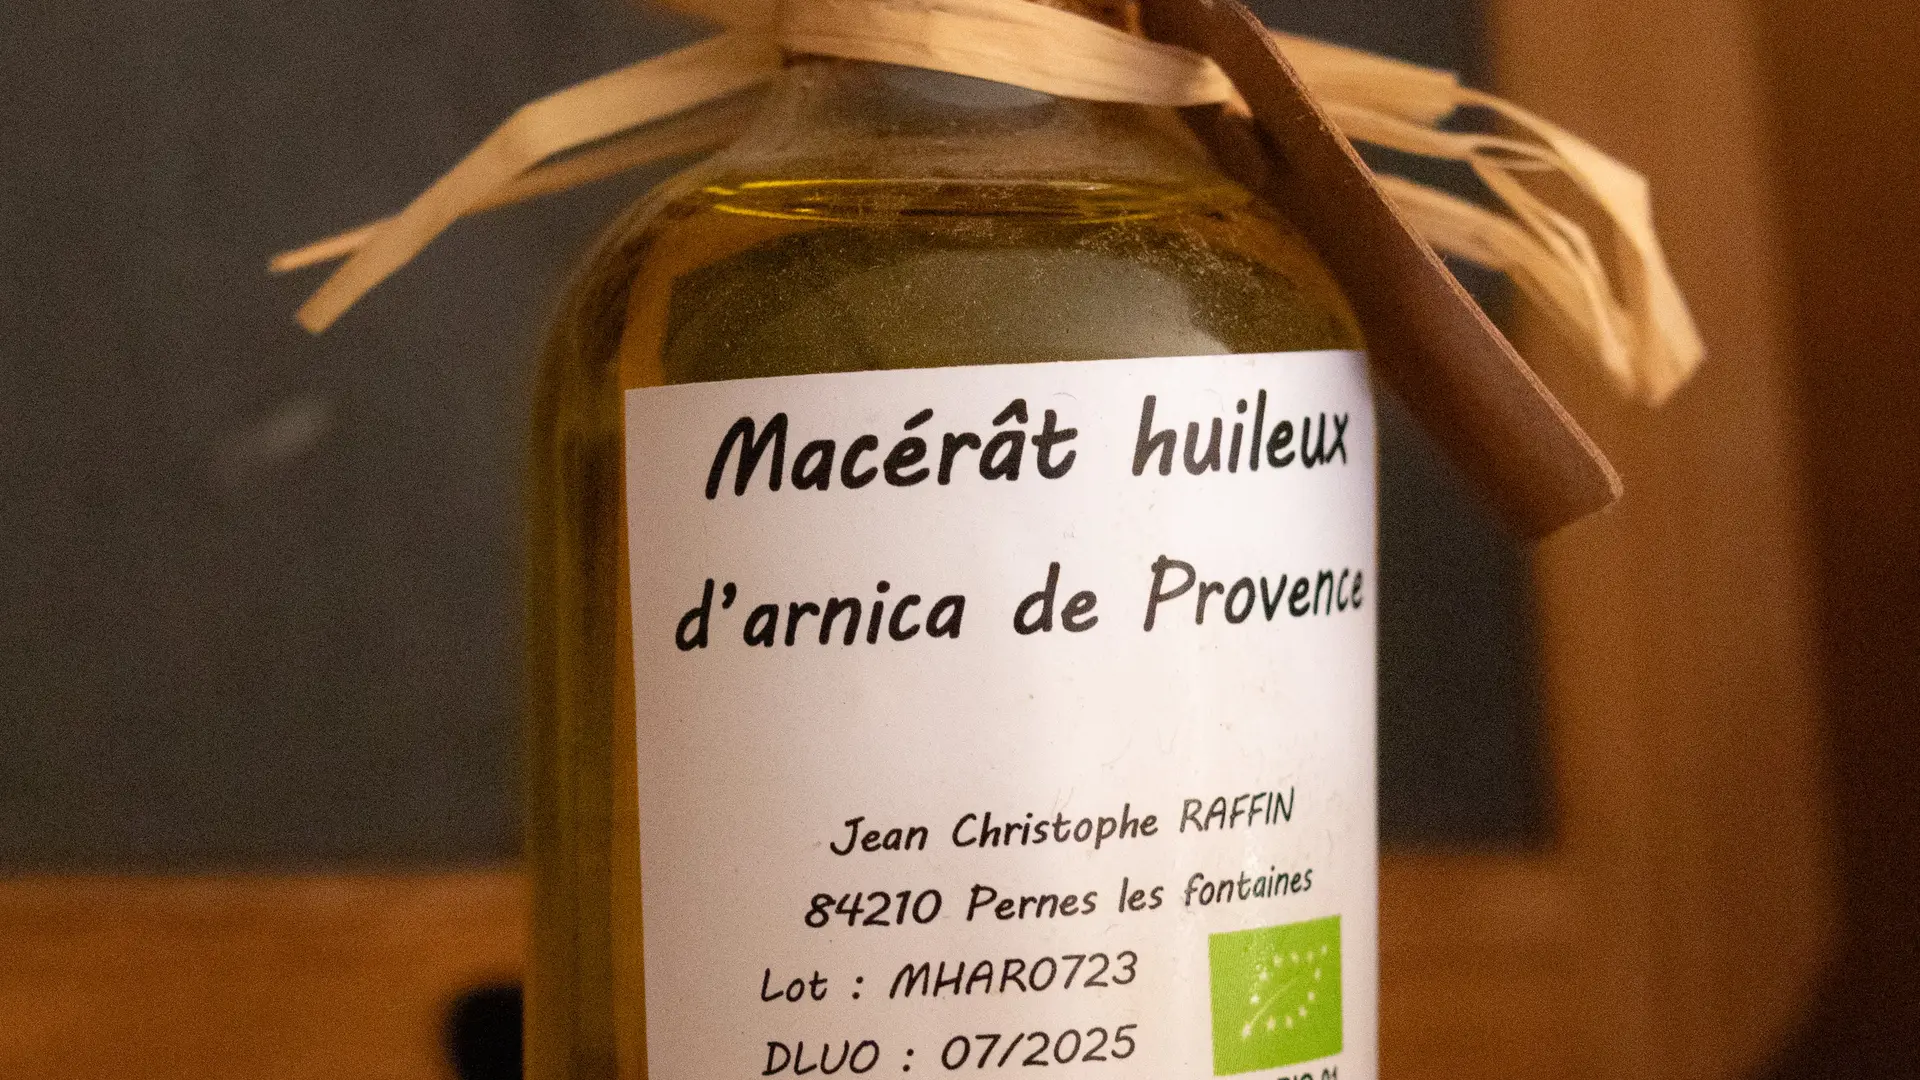 Macérât huileux
d'arnica de Provence
Jean Christophe RAFFIN
84210 Pernes les fontaines
Lot : MHAR0723
DLUO : 07/2025